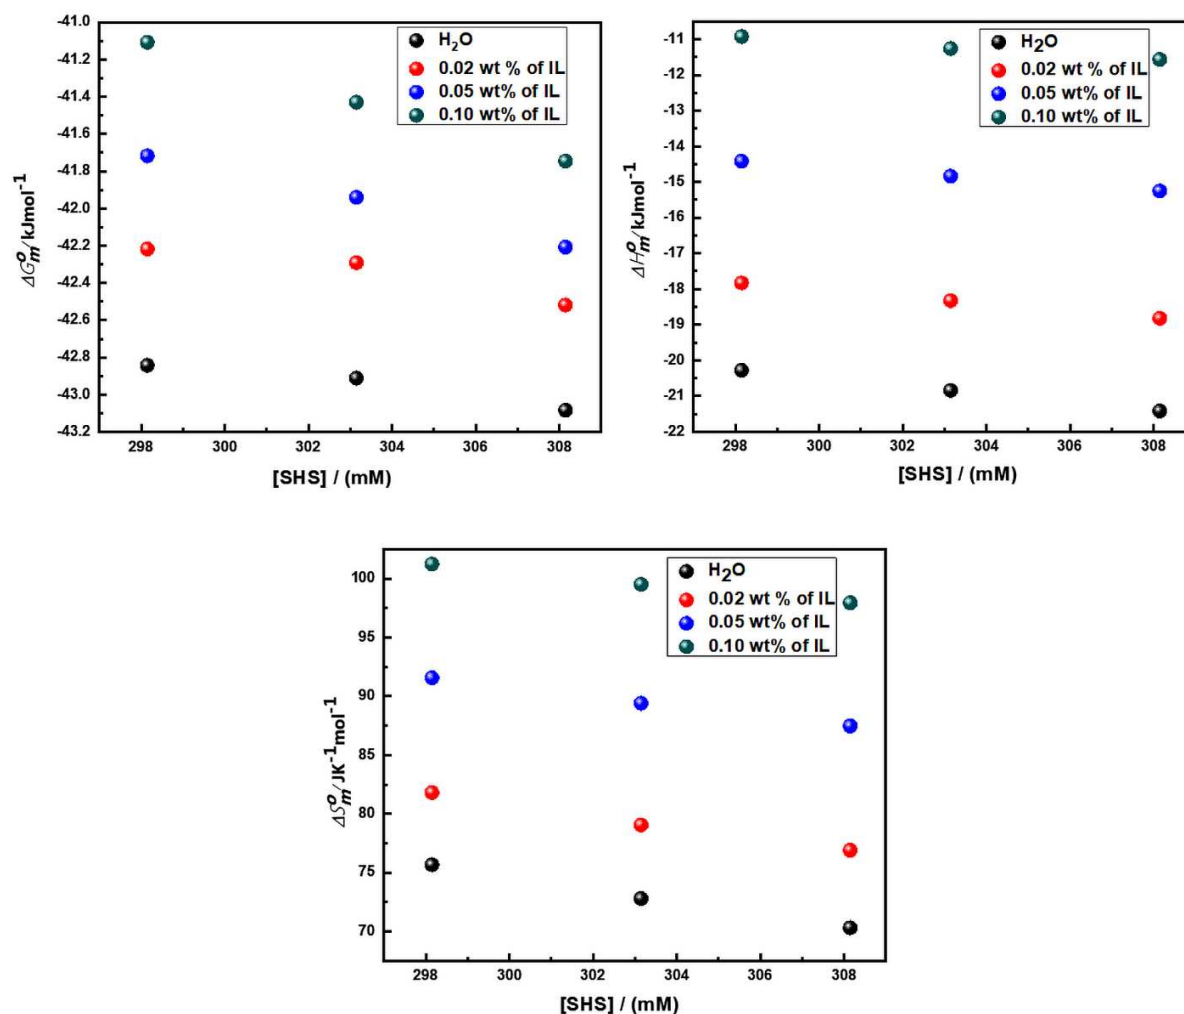 -41.0
-41.2
-41.4
-41.6
-41.8
-42.0
-42.2
-42.4
-42.6
-42.8
-43.0
-43.2
ΔG°m/kJmol-1
H2O
0.02 wt % of IL
0.05 wt% of IL
0.10 wt% of IL
298 300 302 304 306 308
[SHS] / (mM)
-11
-12
-13
-14
-15
-16
-17
-18
-19
-20
-21
-22
ΔH°m/kJmol-1
H2O
0.02 wt % of IL
0.05 wt% of IL
0.10 wt% of IL
298 300 302 304 306 308
[SHS] / (mM)
100
95
90
85
80
75
70
ΔS°m/JK-1mol-1
H2O
0.02 wt % of IL
0.05 wt% of IL
0.10 wt% of IL
298 300 302 304 306 308
[SHS] / (mM)